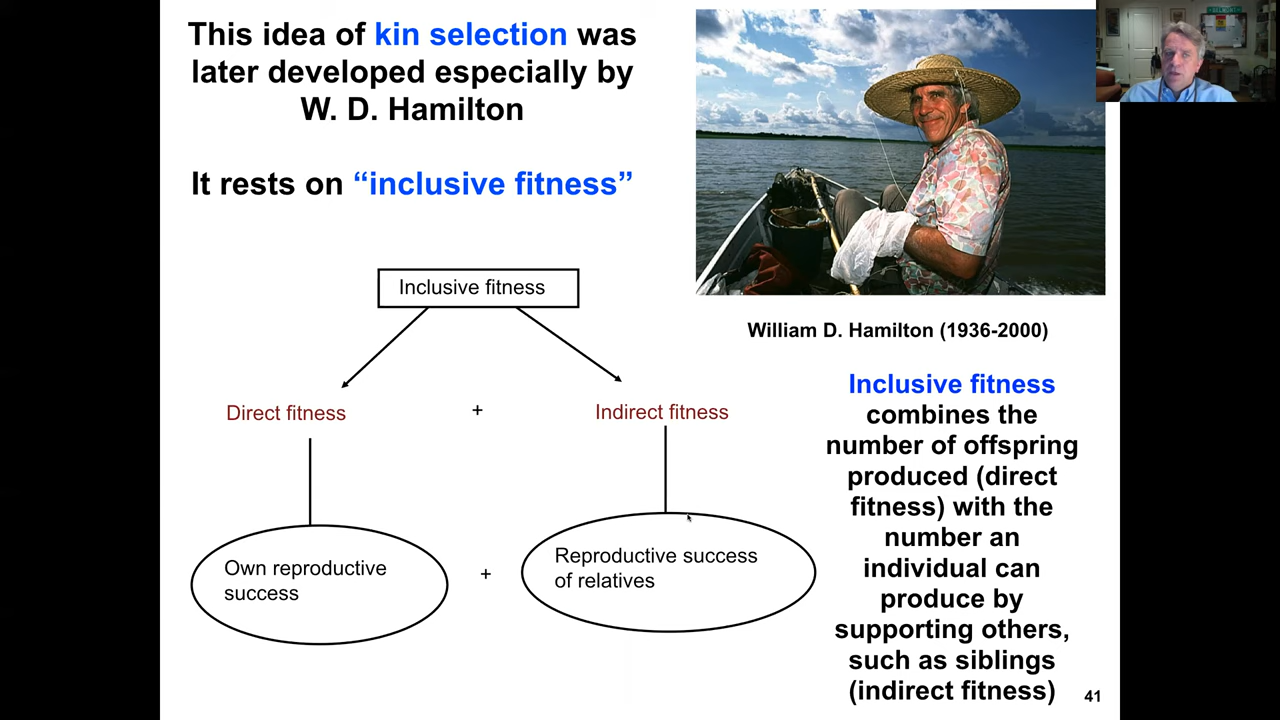 This idea of kin selection was
later developed especially by
W. D. Hamilton
It rests on “inclusive fitness”
Inclusive fitness
Direct fitness
+
Indirect fitness
Own reproductive
success
+
Reproductive success
of relatives
William D. Hamilton (1936-2000)
Inclusive fitness
combines the
number of offspring
produced (direct
fitness) with the
number an
individual can
produce by
supporting others,
such as siblings
(indirect fitness)
41